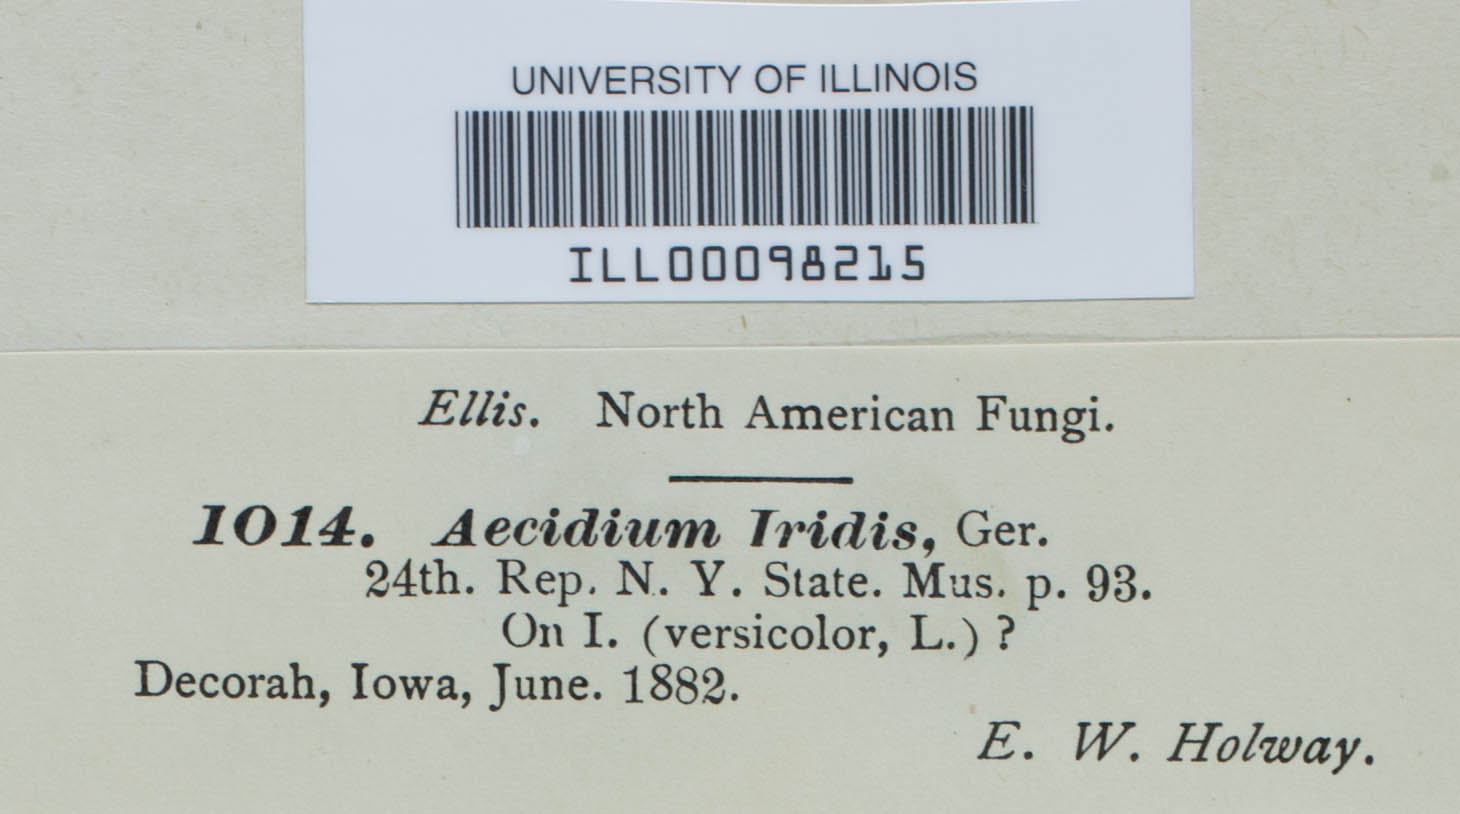 UNIVERSITY OF ILLINOIS
ILL00098215
Ellis. North American Fungi.
1014. Aecidium Iridis, Ger.
24th. Rep. N. Y. State. Mus. p. 93.
On I. (versicolor, L.) ?
Decorah, Iowa, June. 1882.
E. W. Holway.